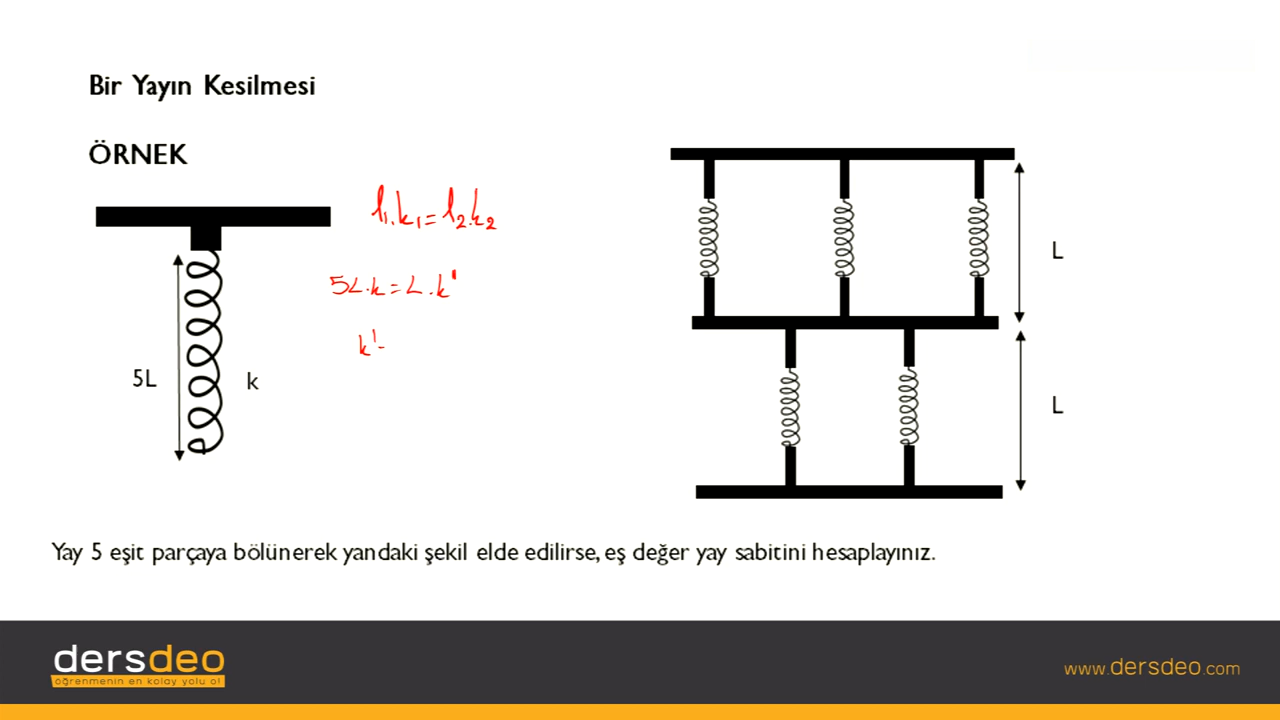 Bir Yayın Kesilmesi
ÖRNEK
l₁.k₁=l₂.k₂
5L.k=L.k'
k'=
5L
k
L
L
Yay 5 eşit parçaya bölünerek yandaki şekil elde edilirse, eş değer yay sabitini hesaplayınız.
dersdeo
öğrenmenin en kolay yolu o!
www.dersdeo.com